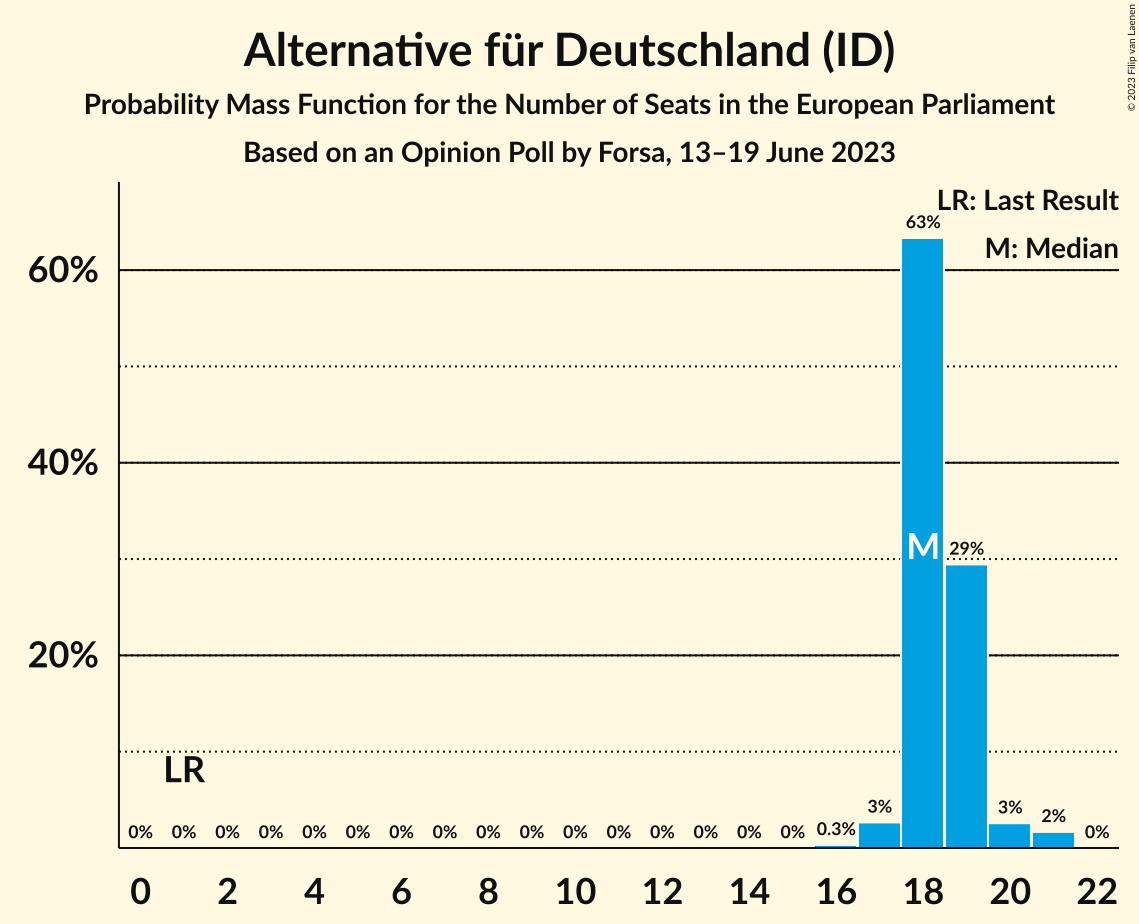 Alternative für Deutschland (ID)
Probability Mass Function for the Number of Seats in the European Parliament
Based on an Opinion Poll by Forsa, 13–19 June 2023
© 2023 Filip van Laenen
LR: Last Result
M: Median
60%
40%
20%
63%
M
29%
LR
0% 0% 0% 0% 0% 0% 0% 0% 0% 0% 0% 0% 0% 0% 0% 0% 0.3% 3% 3% 2% 0%
0 2 4 6 8 10 12 14 16 18 20 22